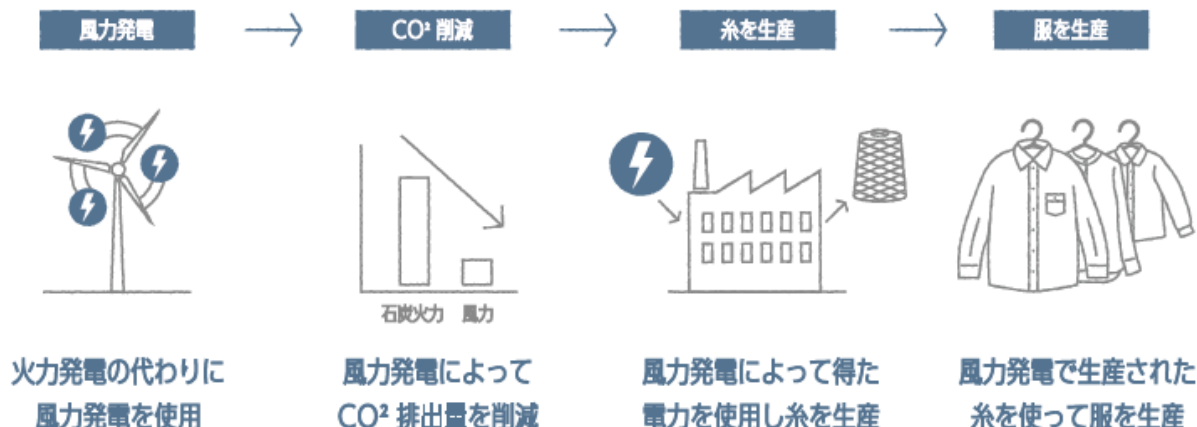 風力発電
CO² 削減
糸を生産
服を生産
石炭火力 風力
火力発電の代わりに
風力発電を使用
風力発電によって
CO² 排出量を削減
風力発電によって得た
電力を使用し糸を生産
風力発電で生産された
糸を使って服を生産